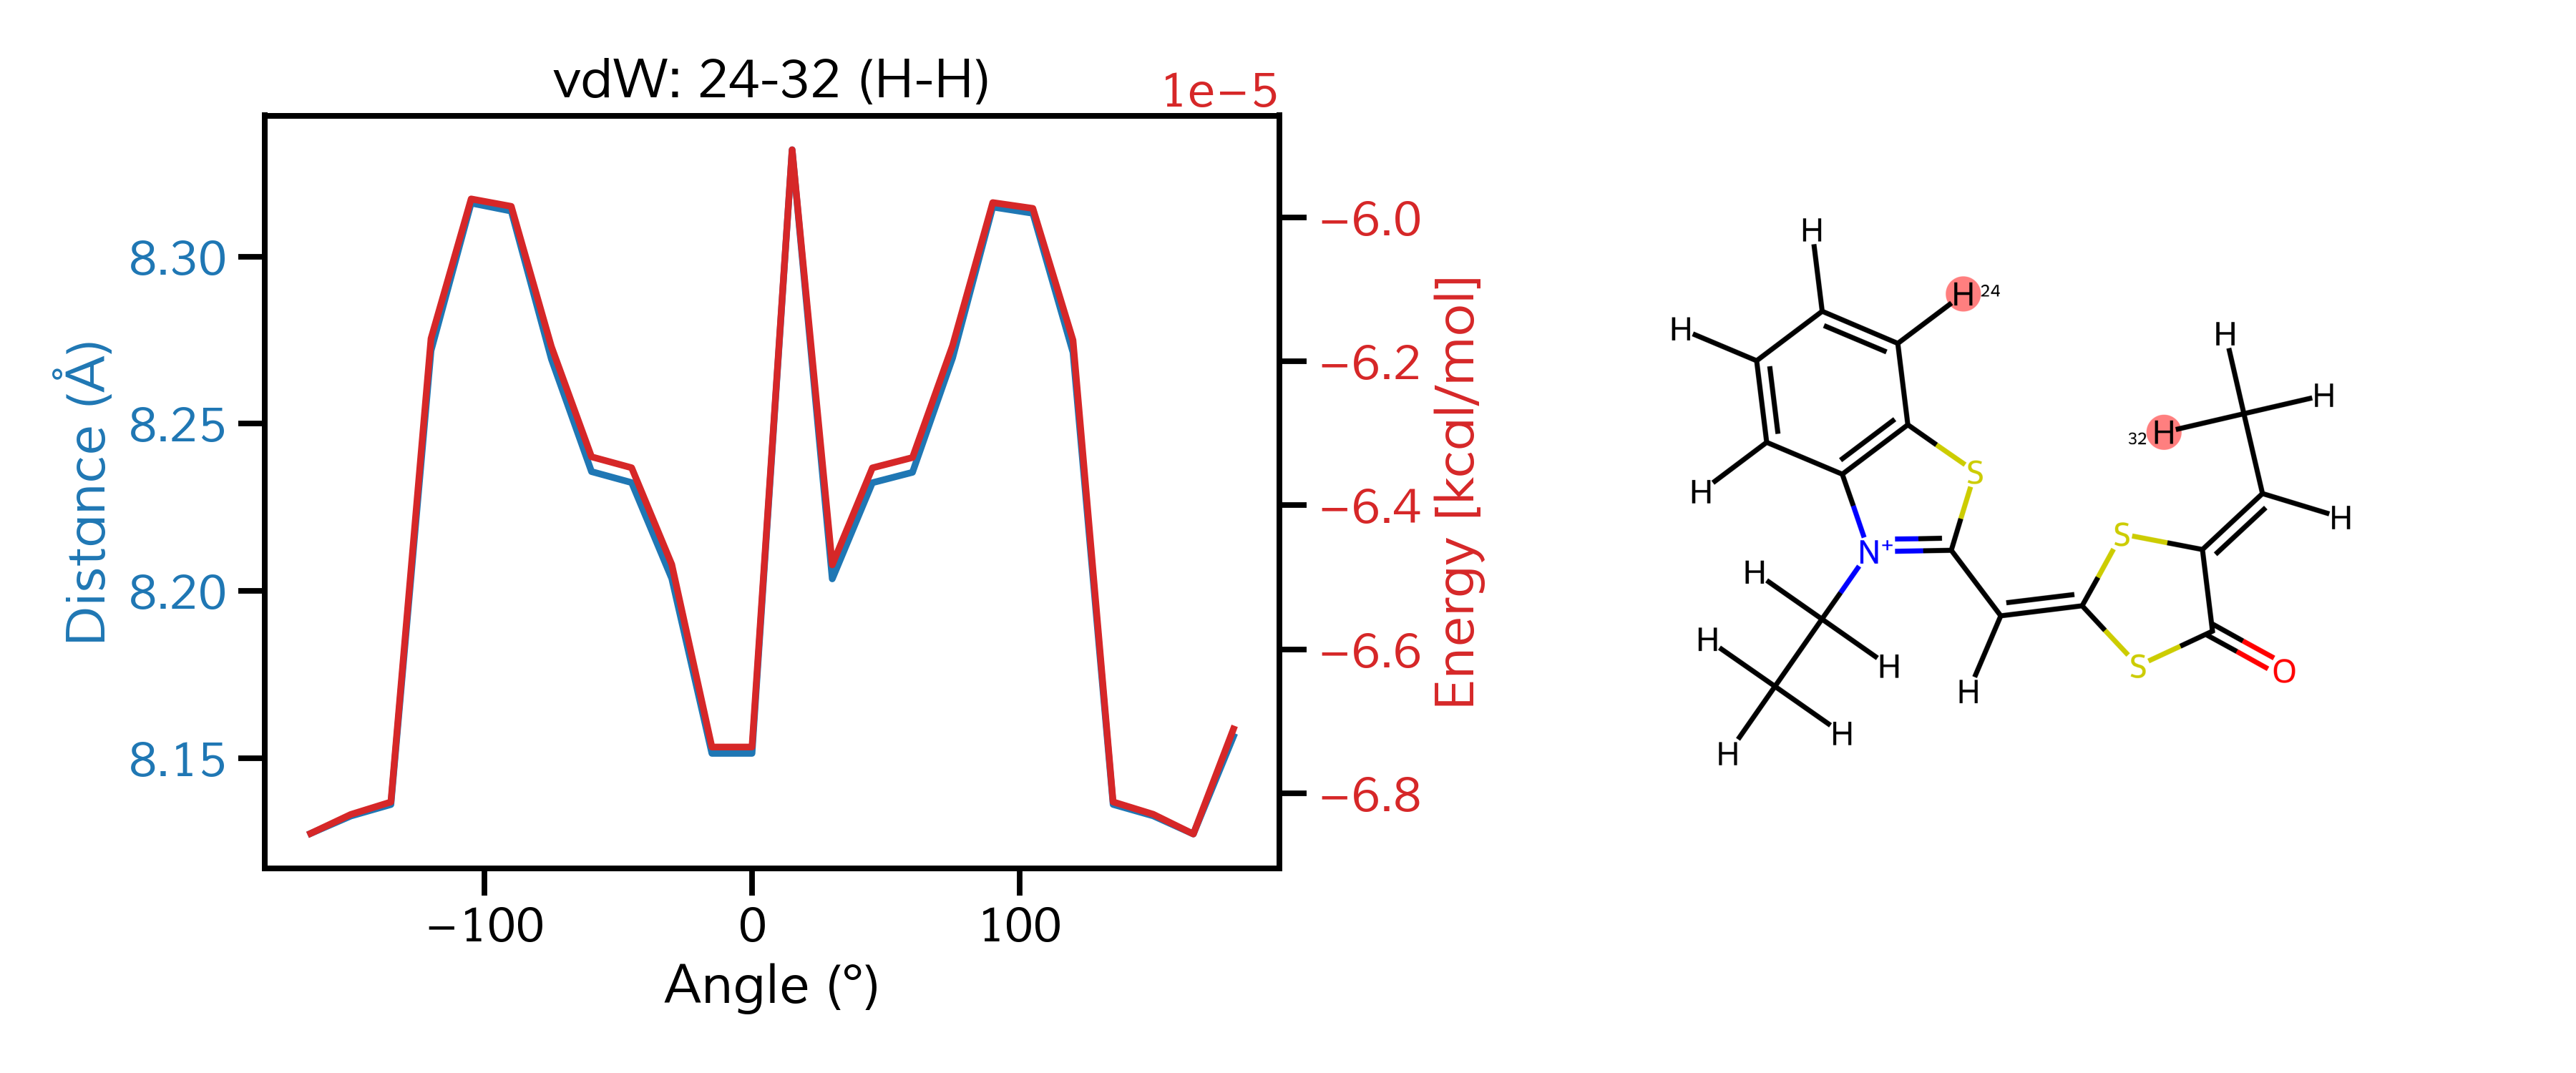 vdW: 24-32 (H-H)
1e−5
8.30
8.25
8.20
8.15
Distance (Å)
−6.0
−6.2
−6.4
−6.6
−6.8
Energy [kcal/mol]
−100
0
100
Angle (°)
H
H 24
H
H
H
32 H
S
H
H
S
N+
H
H
H
S
O
H
H
H
H